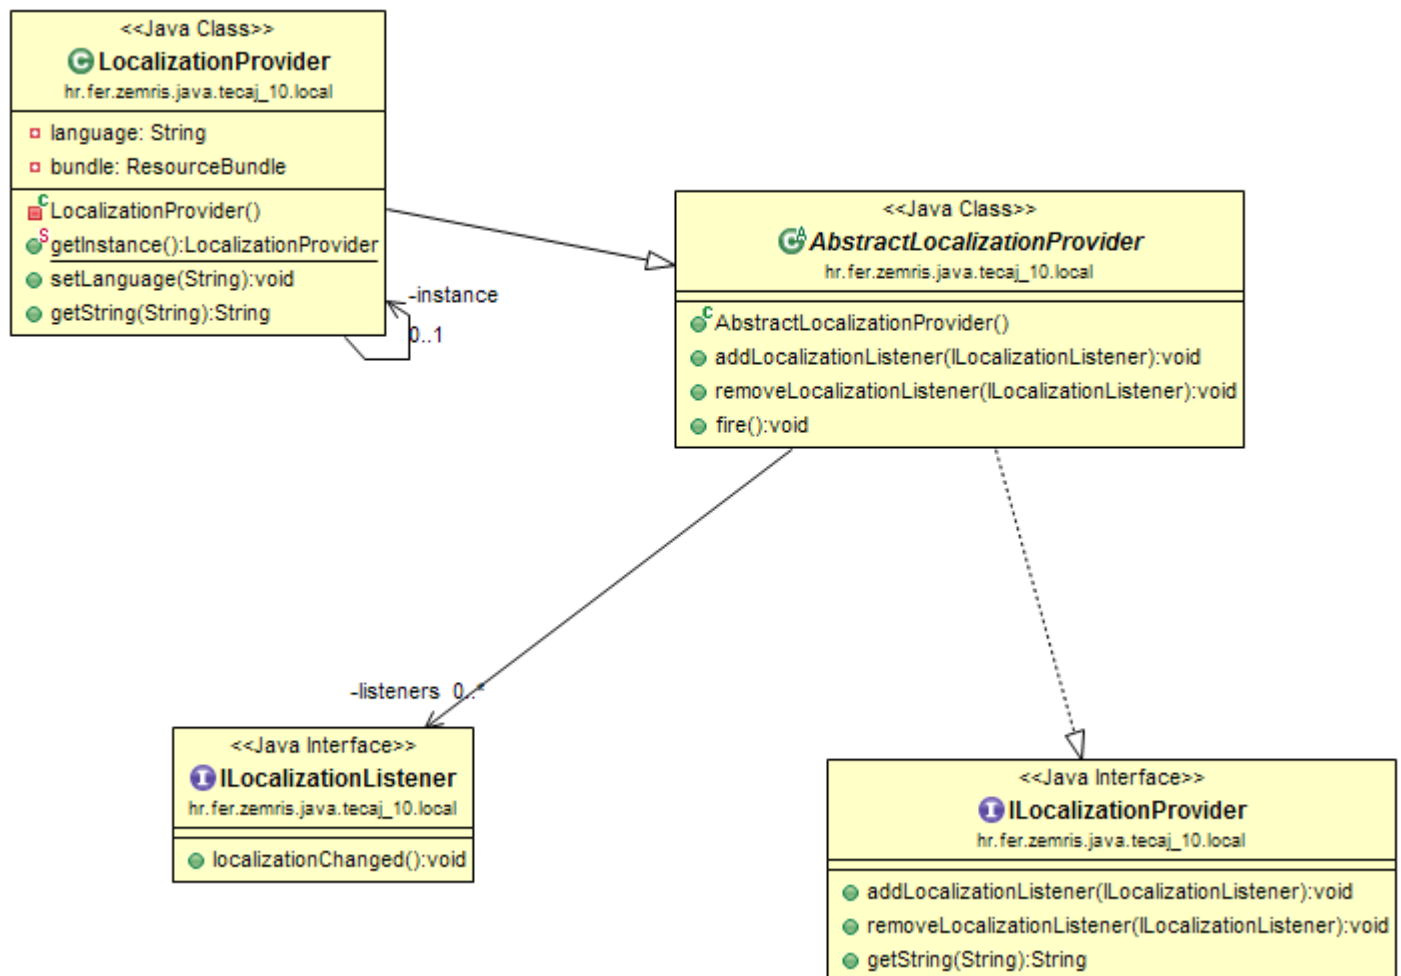 <<Java Class>>
LocalizationProvider
hr.fer.zemris.java.tecaj_10.local
language: String
bundle: ResourceBundle
LocalizationProvider()
getInstance():LocalizationProvider
setLanguage(String):void
getString(String):String
-instance
0..1
<<Java Class>>
AbstractLocalizationProvider
hr.fer.zemris.java.tecaj_10.local
AbstractLocalizationProvider()
addLocalizationListener(ILocalizationListener):void
removeLocalizationListener(ILocalizationListener):void
fire():void
-listeners 0..*
<<Java Interface>>
ILocalizationListener
hr.fer.zemris.java.tecaj_10.local
localizationChanged():void
<<Java Interface>>
ILocalizationProvider
hr.fer.zemris.java.tecaj_10.local
addLocalizationListener(ILocalizationListener):void
removeLocalizationListener(ILocalizationListener):void
getString(String):String